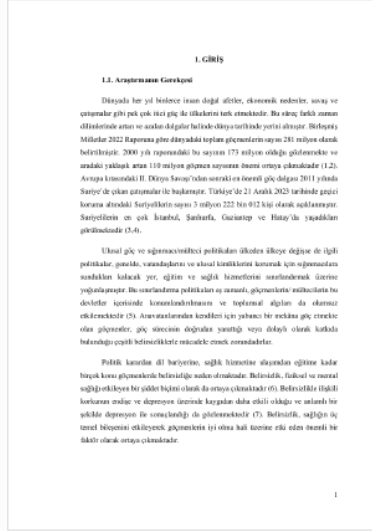 1. GİRİŞ
1.1. Araştırmanın Gerekçesi
Dünyada her yıl binlerce insan doğal afetler, ekonomik nedenler, savaş ve
çatışmalar gibi pek çok itici güç ile ülkelerini terk etmektedir. Bu süreç farklı zaman
dilimlerinde artan ve azalan dalgalar halinde dünya tarihinde yerini almıştır. Birleşmiş
Milletler 2022 Raporuna göre dünyadaki toplam göçmenlerin sayısı 281 milyon olarak
belirtilmiştir. 2000 yılı raporundaki bu sayının 173 milyon olduğu gözlenmekte ve
aradaki yaklaşık artan 110 milyon göçmen sayısının önemi ortaya çıkmaktadır (1,2).
Avrupa kıtasındaki II. Dünya Savaşı'ndan sonraki en önemli göç dalgası 2011 yılında
Suriye'de çıkan çatışmalar ile başlamıştır. Türkiye'de 21 Aralık 2023 tarihinde geçici
koruma altındaki Suriyelilerin sayısı 3 milyon 222 bin 012 kişi olarak açıklanmıştır.
Suriyelilerin en çok İstanbul, Şanlıurfa, Gaziantep ve Hatay'da yaşadıkları
görülmektedir (3,4).
Ulusal göç ve sığınmacı/mülteci politikaları ülkeden ülkeye değişse de ilgili
politikalar, genelde, vatandaşlarını ve ulusal kimliklerini korumak için sığınmacılara
sundukları kalacak yer, eğitim ve sağlık hizmetlerini sınırlandırmak üzerine
yoğunlaşmıştır. Bu sınırlandırma politikaları eş zamanlı, göçmenlerin/ mültecilerin bu
devletler içerisinde konumlandırılmasını ve toplumsal algıları da olumsuz
etkilemektedir (5). Anavatanlarından kendileri için yabancı bir mekâna göç etmekte
olan göçmenler, göç sürecinin doğrudan yarattığı veya dolaylı olarak katkıda
bulunduğu çeşitli belirsizliklerle mücadele etmek zorundadırlar.
Politik karardan dil bariyerine, sağlık hizmetine ulaşımdan eğitime kadar
birçok konu göçmenlerde belirsizliğe neden olmaktadır. Belirsizlik, fiziksel ve mental
sağlığı etkileyen bir şiddet biçimi olarak da ortaya çıkmaktadır (6). Belirsizlikle ilişkili
korkunun endişe ve depresyon üzerinde kaygıdan daha etkili olduğu ve anlamlı bir
şekilde depresyon ile sonuçlandığı da gözlenmektedir (7). Belirsizlik, sağlığın üç
temel bileşenini etkileyerek göçmenlerin iyi olma hali üzerine etki eden önemli bir
faktör olarak ortaya çıkmaktadır.
1